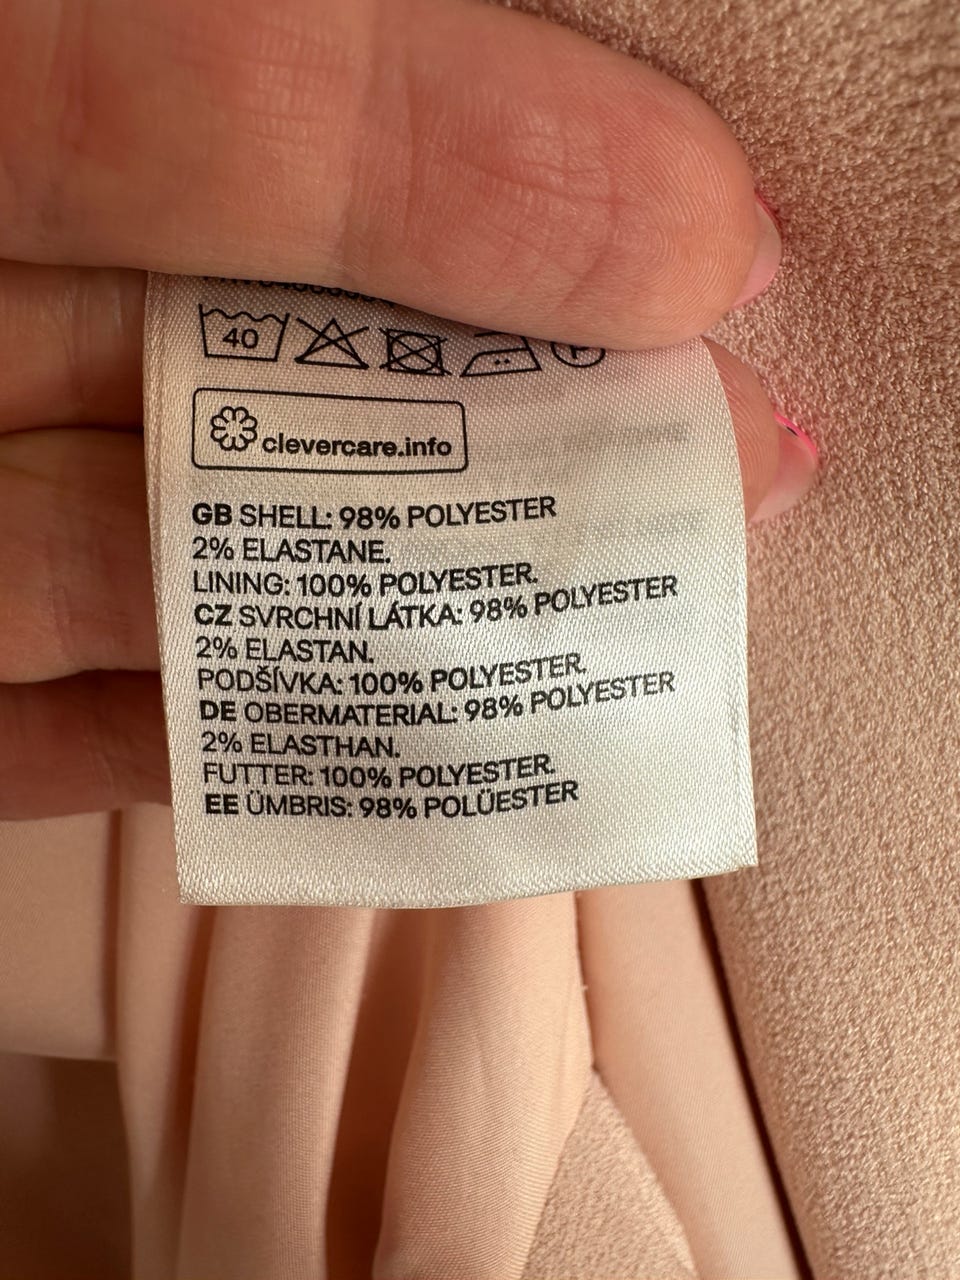 40
clevercare.info
GB SHELL: 98% POLYESTER
2% ELASTANE.
LINING: 100% POLYESTER.
CZ SVRCHNÍ LÁTKA: 98% POLYESTER
2% ELASTAN.
PODŠÍVKA: 100% POLYESTER.
DE OBERMATERIAL: 98% POLYESTER
2% ELASTHAN.
FUTTER: 100% POLYESTER.
EE ÜMBRIS: 98% POLÜESTER